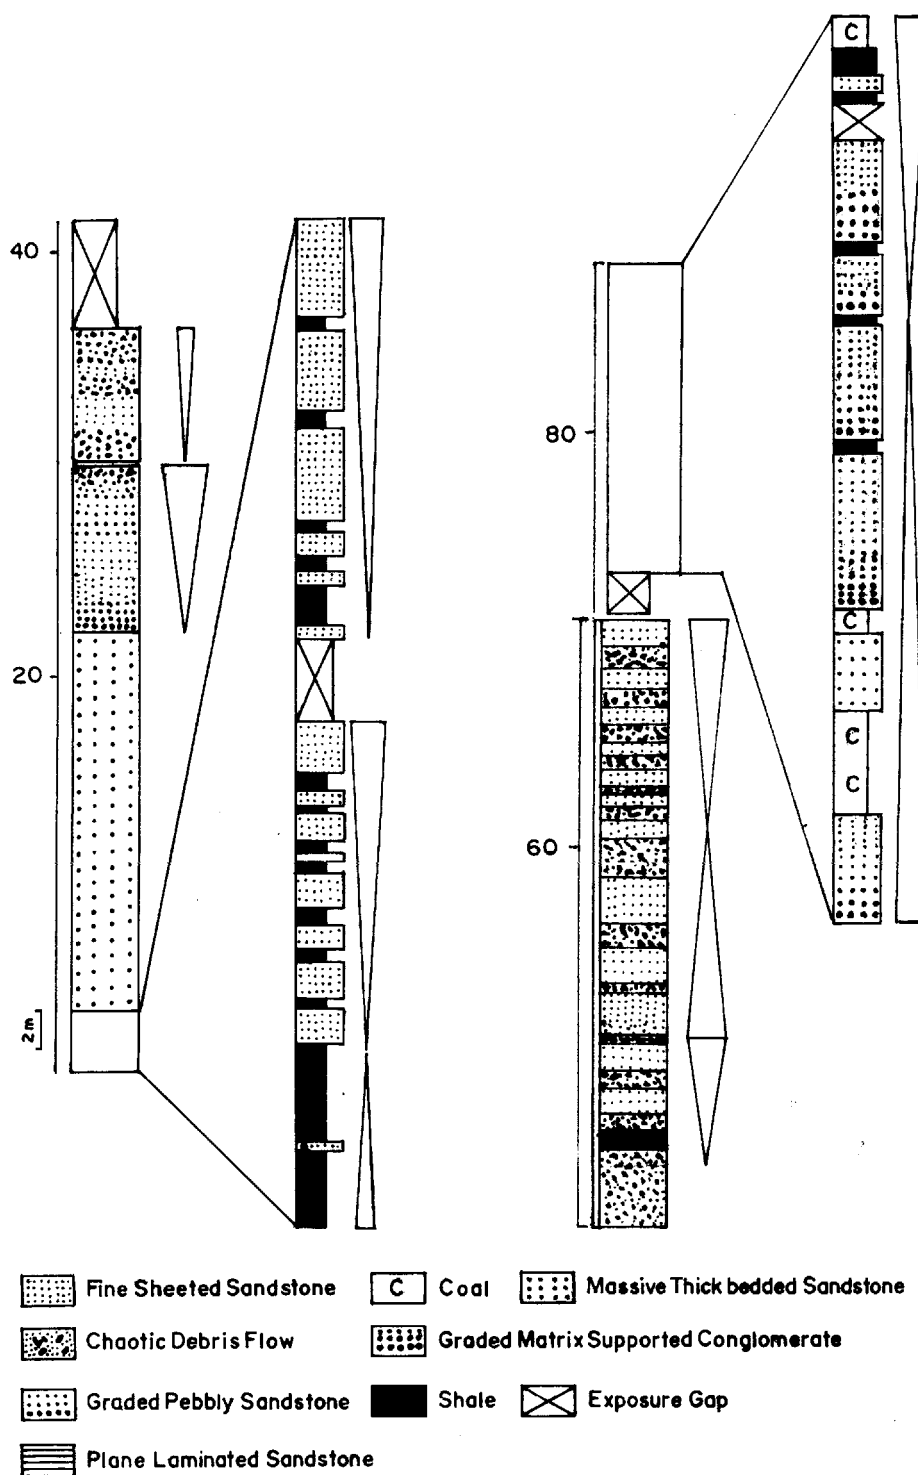 C
40
80
20
C
C
60
C
2m
Fine Sheeted Sandstone
C Coal
Massive Thick bedded Sandstone
Chaotic Debris Flow
Graded Matrix Supported Conglomerate
Graded Pebbly Sandstone
Shale
Exposure Gap
Plane Laminated Sandstone